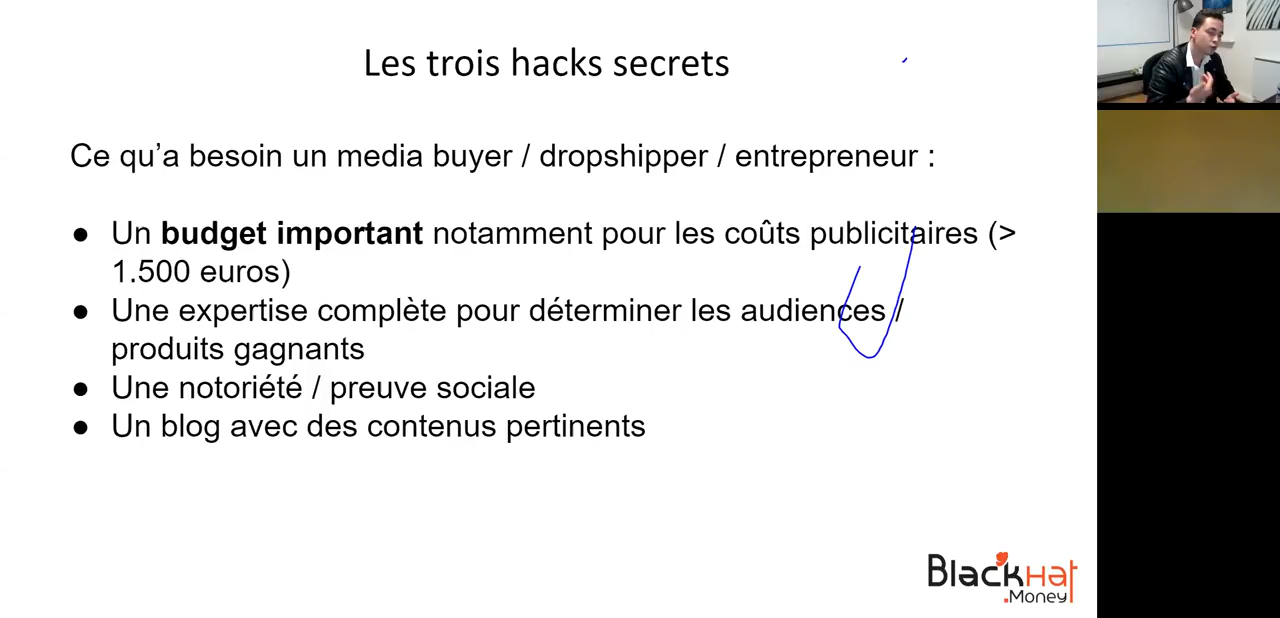 Les trois hacks secrets
Ce qu’a besoin un media buyer / dropshipper / entrepreneur :
● Un budget important notamment pour les coûts publicitaires (>
1.500 euros)
● Une expertise complète pour déterminer les audiences /
produits gagnants
● Une notoriété / preuve sociale
● Un blog avec des contenus pertinents
BlackHat
.Money